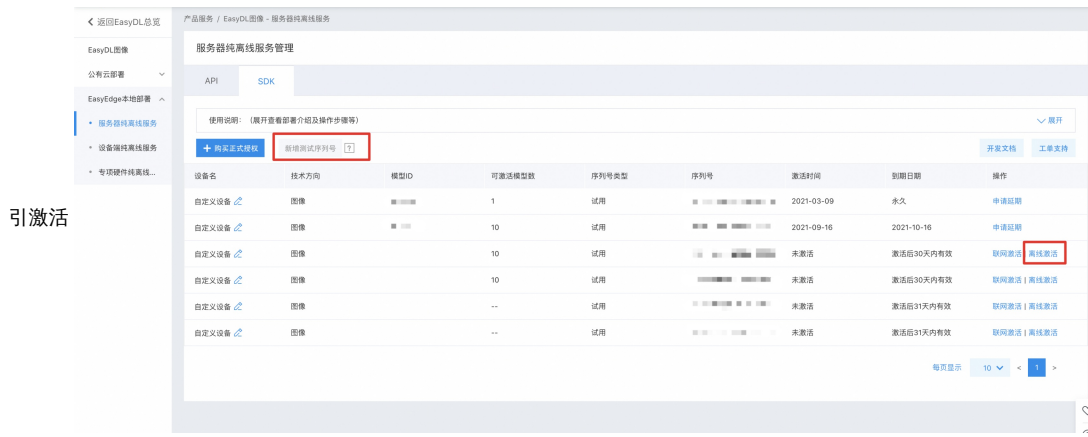 返回EasyDL总览
产品服务 / EasyDL图像 - 服务器纯离线服务
EasyDL图像
服务器纯离线服务管理
公有云部署
API SDK
EasyEdge本地部署
服务器纯离线服务
使用说明： （展开查看部署介绍及操作步骤等） 展开
设备端纯离线服务
+ 购买正式授权 新增测试序列号 ? 开发文档 工单支持
专项硬件纯离线...
设备名 技术方向 模型ID 可激活模型数 序列号类型 序列号 激活时间 到期日期 操作
自定义设备 图像 1 试用 2021-03-09 永久 申请延期
引激活
自定义设备 图像 10 试用 2021-09-16 2021-10-16 申请延期
自定义设备 图像 10 试用 未激活 激活后30天内有效 联网激活 | 离线激活
自定义设备 图像 10 试用 未激活 激活后30天内有效 联网激活 | 离线激活
自定义设备 图像 -- 试用 未激活 激活后31天内有效 联网激活 | 离线激活
自定义设备 图像 -- 试用 未激活 激活后31天内有效 联网激活 | 离线激活
每页显示 10 < 1 >